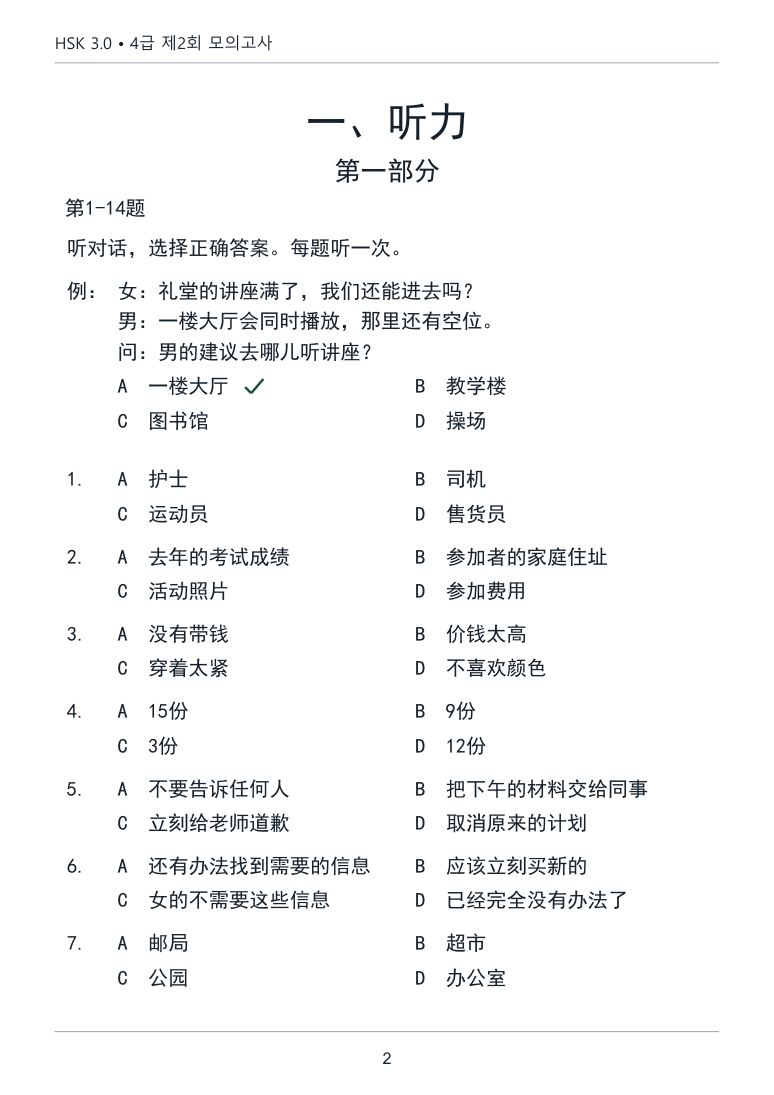 HSK 3.0 • 4급 제2회 모의고사
一、听力
第一部分
第1-14题
听对话，选择正确答案。每题听一次。
例： 女：礼堂的讲座满了，我们还能进去吗？
男：一楼大厅会同时播放，那里还有空位。
问：男的建议去哪儿听讲座？
A 一楼大厅 ✓ B 教学楼
C 图书馆 D 操场
1. A 护士 B 司机
C 运动员 D 售货员
2. A 去年的考试成绩 B 参加者的家庭住址
C 活动照片 D 参加费用
3. A 没有带钱 B 价钱太高
C 穿着太紧 D 不喜欢颜色
4. A 15份 B 9份
C 3份 D 12份
5. A 不要告诉任何人 B 把下午的材料交给同事
C 立刻给老师道歉 D 取消原来的计划
6. A 还有办法找到需要的信息 B 应该立刻买新的
C 女的不需要这些信息 D 已经完全没有办法了
7. A 邮局 B 超市
C 公园 D 办公室
2